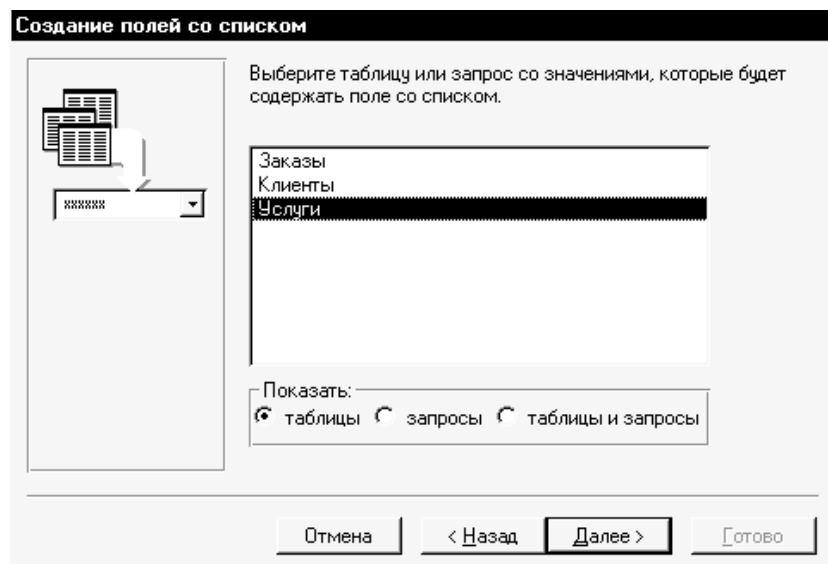 Создание полей со списком
Выберите таблицу или запрос со значениями, которые будет
содержать поле со списком.
Заказы
Клиенты
Услуги
xxxxxx
Показать:
таблицы запросы таблицы и запросы
Отмена < Назад Далее > Готово